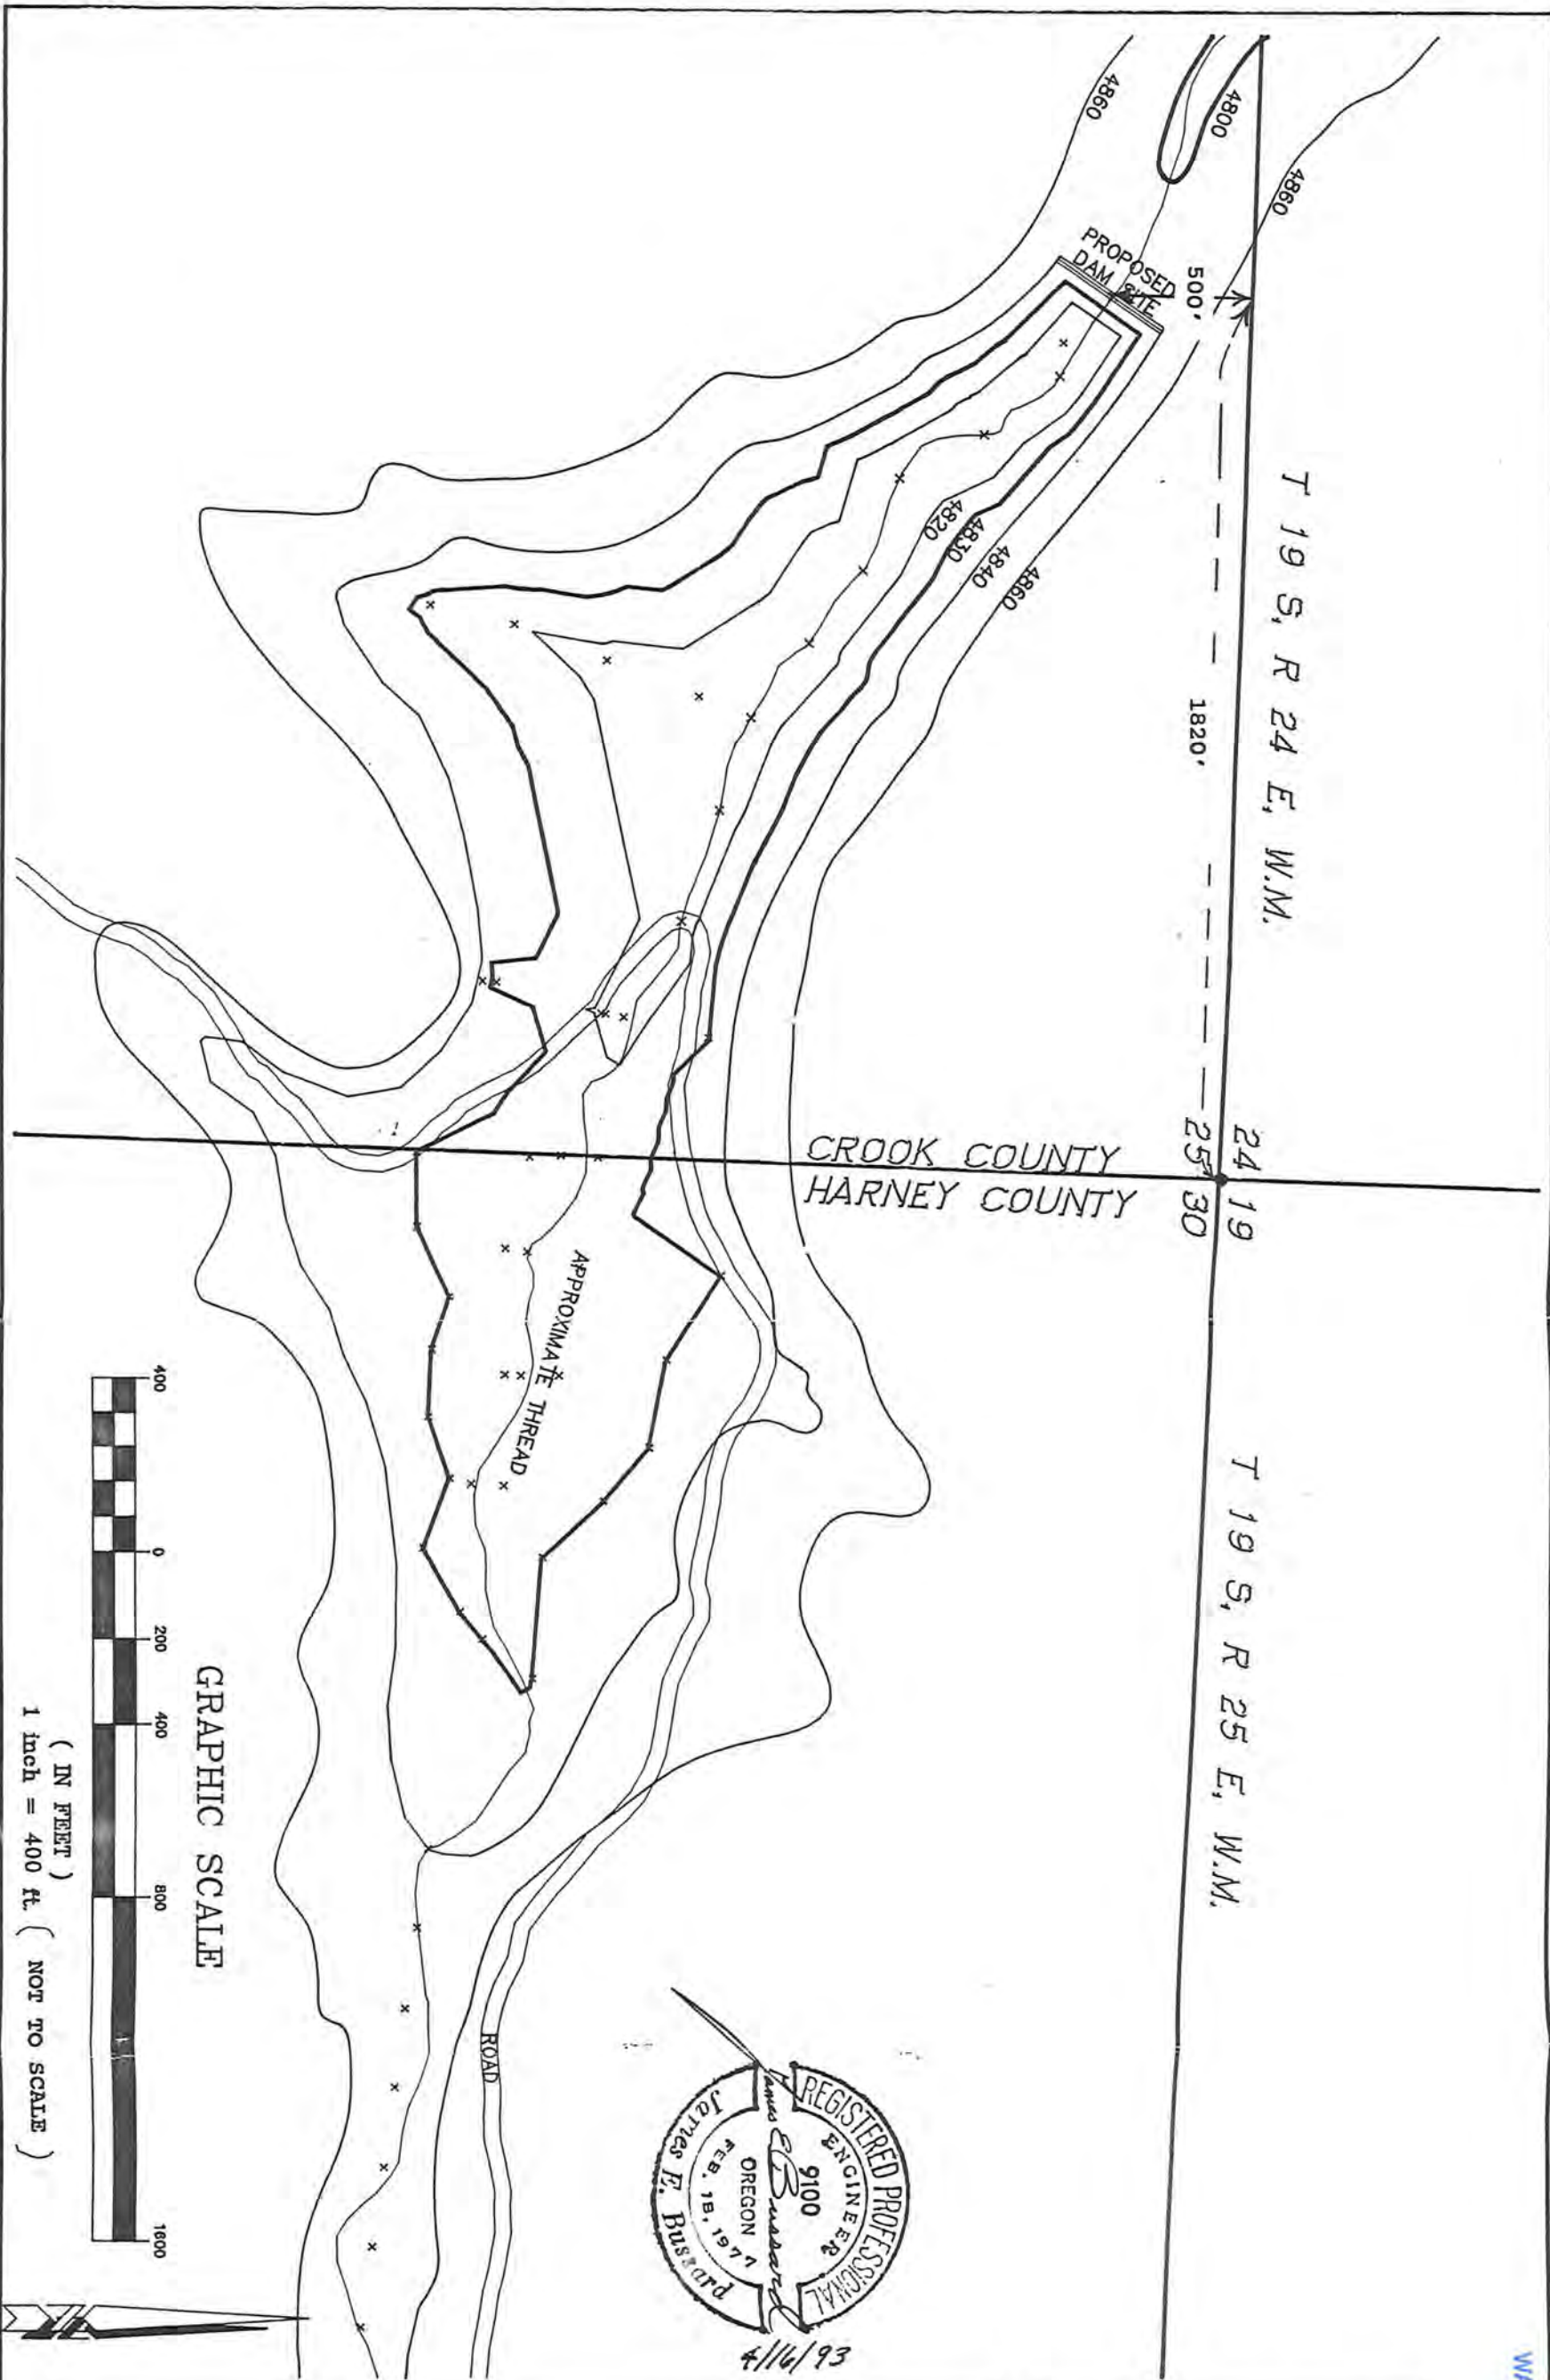 T 19 S, R 24 E, W.M.
T 19 S, R 25 E, W.M.
4860
4800
4860
PROPOSED
DAM SITE
500'
1820'
24 19
25 30
4820
4830
4840
4860
CROOK COUNTY
HARNEY COUNTY
APPROXIMATE THREAD
ROAD
REGISTERED PROFESSIONAL
ENGINEER
9100
James E Bussard
OREGON
FEB. 18, 1977
James E. Bussard
4/16/93
GRAPHIC SCALE
400 0 200 400 800 1600
( IN FEET )
1 inch = 400 ft. ( NOT TO SCALE )